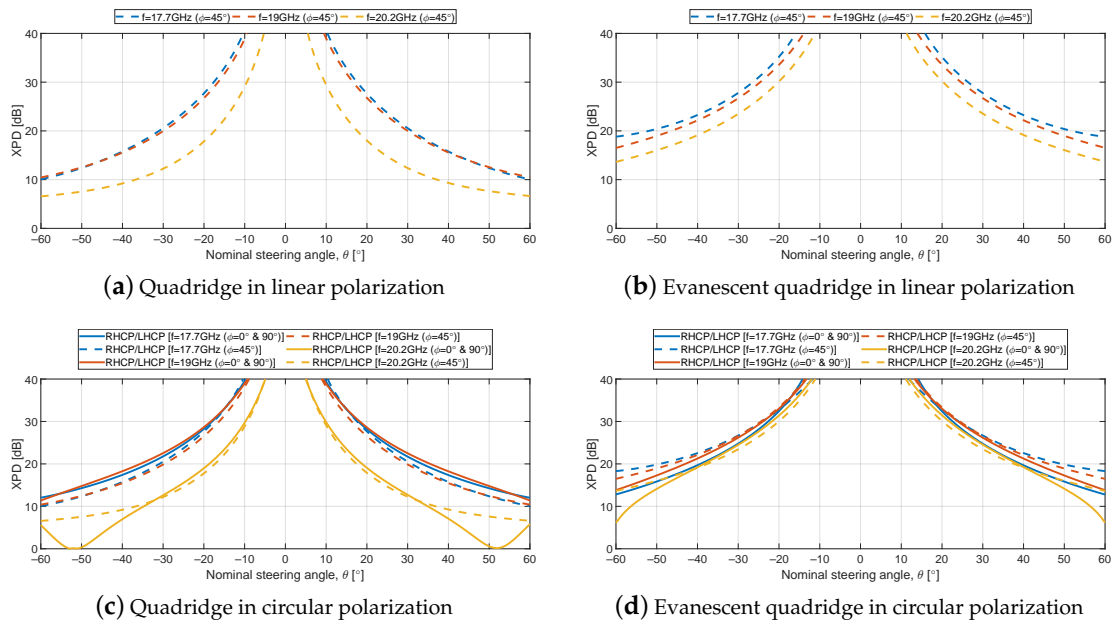 f=17.7GHz (ϕ=45°) f=19GHz (ϕ=45°) f=20.2GHz (ϕ=45°)
40
30
20
10
0
XPD [dB]
–60 –50 –40 –30 –20 –10 0 10 20 30 40 50 60
Nominal steering angle, θ [°]
(a) Quadridge in linear polarization
f=17.7GHz (ϕ=45°) f=19GHz (ϕ=45°) f=20.2GHz (ϕ=45°)
40
30
20
10
0
XPD [dB]
–60 –50 –40 –30 –20 –10 0 10 20 30 40 50 60
Nominal steering angle, θ [°]
(b) Evanescent quadridge in linear polarization
RHCP/LHCP [f=17.7GHz (ϕ=0° & 90°)] RHCP/LHCP [f=19GHz (ϕ=45°)]
RHCP/LHCP [f=17.7GHz (ϕ=45°)] RHCP/LHCP [f=20.2GHz (ϕ=0° & 90°)]
RHCP/LHCP [f=19GHz (ϕ=0° & 90°)] RHCP/LHCP [f=20.2GHz (ϕ=45°)]
40
30
20
10
0
XPD [dB]
–60 –50 –40 –30 –20 –10 0 10 20 30 40 50 60
Nominal steering angle, θ [°]
(c) Quadridge in circular polarization
RHCP/LHCP [f=17.7GHz (ϕ=0° & 90°)] RHCP/LHCP [f=19GHz (ϕ=45°)]
RHCP/LHCP [f=17.7GHz (ϕ=45°)] RHCP/LHCP [f=20.2GHz (ϕ=0° & 90°)]
RHCP/LHCP [f=19GHz (ϕ=0° & 90°)] RHCP/LHCP [f=20.2GHz (ϕ=45°)]
40
30
20
10
0
XPD [dB]
–60 –50 –40 –30 –20 –10 0 10 20 30 40 50 60
Nominal steering angle, θ [°]
(d) Evanescent quadridge in circular polarization